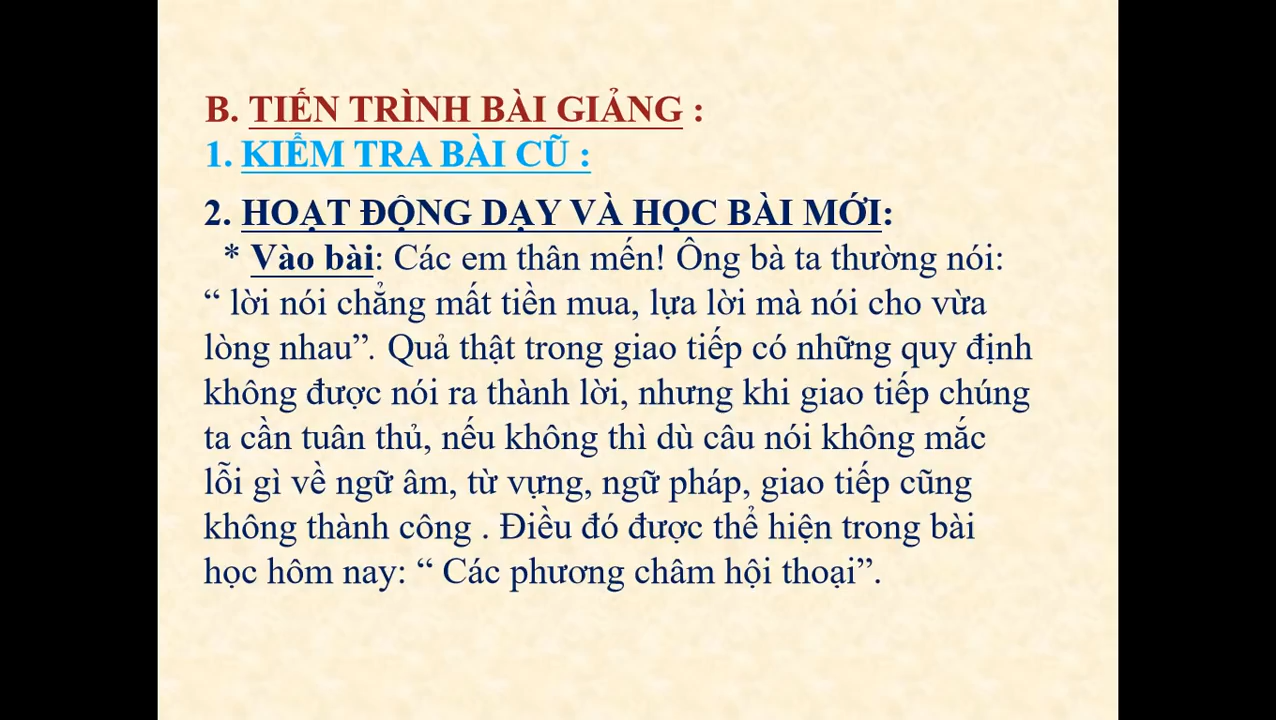 B. TIẾN TRÌNH BÀI GIẢNG :
1. KIỂM TRA BÀI CŨ :
2. HOẠT ĐỘNG DẠY VÀ HỌC BÀI MỚI:
* Vào bài: Các em thân mến! Ông bà ta thường nói:
“ lời nói chẳng mất tiền mua, lựa lời mà nói cho vừa
lòng nhau”. Quả thật trong giao tiếp có những quy định
không được nói ra thành lời, nhưng khi giao tiếp chúng
ta cần tuân thủ, nếu không thì dù câu nói không mắc
lỗi gì về ngữ âm, từ vựng, ngữ pháp, giao tiếp cũng
không thành công . Điều đó được thể hiện trong bài
học hôm nay: “ Các phương châm hội thoại”.